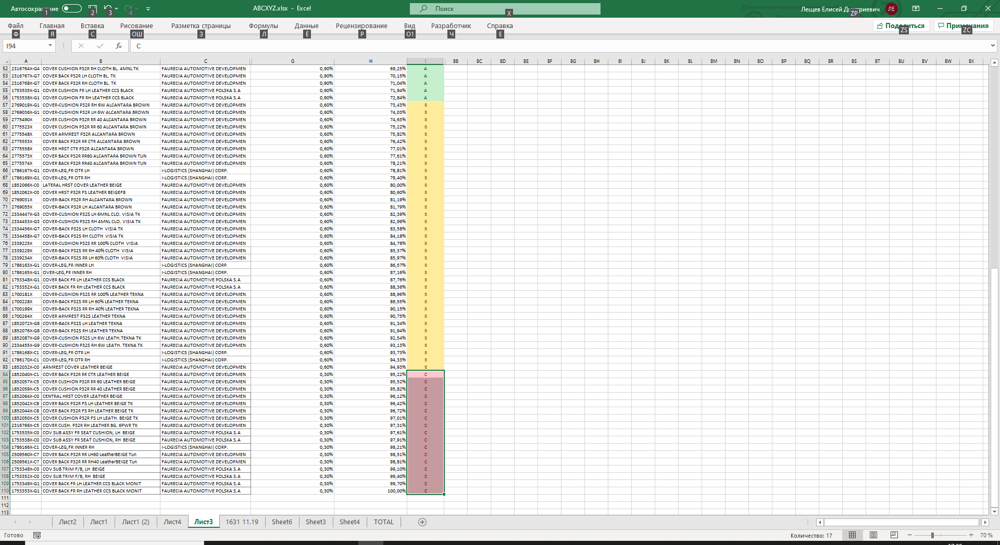 Автосохранение
ABCXYZ.xlsx - Excel
Поиск
Лещев Елисей Дмитриевич
ЛЕ
1 2 3 4 X ZP
Файл Главная Вставка Рисование Разметка страницы Формулы Данные Рецензирование Вид Разработчик Справка
Поделиться Примечания
Ф Я С ОШ З Л Ё Р О1 Ч Е ZS ZC
I94 fx C
A B C G H I BB BC BD BE BF BG BH BI BJ BK BL BM BN BO BP BQ BR BS BT BU BV BW BX
52 2316764X-G4 COVER CUSHION P32R RH CLOTH BL. 4MNL TK FAURECIA AUTOMOTIVE DEVELOPMEN 0,90% 69,25% A
53 2316767X-G7 COVER BACK P32R LH CLOTH BL. TK FAURECIA AUTOMOTIVE DEVELOPMEN 0,90% 70,15% A
54 2316768X-G7 COVER BACK P32R RH CLOTH BL. TK FAURECIA AUTOMOTIVE DEVELOPMEN 0,90% 71,04% A
55 1753535X-G1 COVER CUSHION FR LH LEATHER CCS BLACK FAURECIA AUTOMOTIVE POLSKA S.A 0,90% 71,94% A
56 1753538X-G1 COVER CUSHION FR RH LEATHER CCS BLACK FAURECIA AUTOMOTIVE POLSKA S.A 0,90% 72,84% A
57 2769019X-G1 COVER-CUSHION P32R RH 6W ALCANTARA BROWN FAURECIA AUTOMOTIVE DEVELOPMEN 0,60% 73,43% B
58 2769036X-G1 COVER-CUSHION P32R LH 6W ALCANTARA BROWN FAURECIA AUTOMOTIVE DEVELOPMEN 0,60% 74,03% B
59 2775490X COVER CUSHION P32R RR 40 ALCANTARA BROWN FAURECIA AUTOMOTIVE DEVELOPMEN 0,60% 74,63% B
60 2775523X COVER CUSHION P32R RR 60 ALCANTARA BROWN FAURECIA AUTOMOTIVE DEVELOPMEN 0,60% 75,22% B
61 2775548X COVER ARMREST P32R ALCANTARA BROWN FAURECIA AUTOMOTIVE DEVELOPMEN 0,60% 75,82% B
62 2775553X COVER BACK P32R RR CTR ALCANTARA BROWN FAURECIA AUTOMOTIVE DEVELOPMEN 0,60% 76,42% B
63 2775558X COVER HRST CTR P32R ALCANTARA BROWN FAURECIA AUTOMOTIVE DEVELOPMEN 0,60% 77,01% B
64 2775573X COVER BACK P32R RR60 ALCANTARA BROWN TUN FAURECIA AUTOMOTIVE DEVELOPMEN 0,60% 77,61% B
65 2775574X COVER BACK P32R RR40 ALCANTARA BROWN TUN FAURECIA AUTOMOTIVE DEVELOPMEN 0,60% 78,21% B
66 1786167X-G1 COVER-LEG,FR OTR LH I-LOGISTICS (SHANGHAI) CORP. 0,60% 78,81% B
67 1786169X-G1 COVER-LEG,FR OTR RH I-LOGISTICS (SHANGHAI) CORP. 0,60% 79,40% B
68 1852066X-C0 LATERAL HRST COVER LEATHER BEIGE FAURECIA AUTOMOTIVE DEVELOPMEN 0,60% 80,00% B
69 1852062X-C0 COVER HRST P32R FS LEATHER BEIGEFB FAURECIA AUTOMOTIVE DEVELOPMEN 0,60% 80,60% B
70 2769031X COVER-BACK P32R RH ALCANTARA BROWN FAURECIA AUTOMOTIVE DEVELOPMEN 0,60% 81,19% B
71 2769055X COVER-BACK P32R LH ALCANTARA BROWN FAURECIA AUTOMOTIVE DEVELOPMEN 0,60% 81,79% B
72 2334447X-G3 COVER-CUSHION P32S LH 6MNL CLO. VISIA TK FAURECIA AUTOMOTIVE DEVELOPMEN 0,60% 82,39% B
73 2334453X-G3 COVER-CUSHION P32S RH 4MNL CLO. VISIA TK FAURECIA AUTOMOTIVE DEVELOPMEN 0,60% 82,99% B
74 2334456X-G7 COVER-BACK P32S LH CLOTH VISIA TK FAURECIA AUTOMOTIVE DEVELOPMEN 0,60% 83,58% B
75 2334458X-G7 COVER-BACK P32S RH CLOTH VISIA TK FAURECIA AUTOMOTIVE DEVELOPMEN 0,60% 84,18% B
76 2339225X COVER-CUSHION P32S RR 100% CLOTH VISIA FAURECIA AUTOMOTIVE DEVELOPMEN 0,60% 84,78% B
77 2339229X COVER-BACK P32S RR RH 40% CLOTH VISIA FAURECIA AUTOMOTIVE DEVELOPMEN 0,60% 85,37% B
78 2339234X COVER-BACK P32S RR LH 60% CLOTH VISIA FAURECIA AUTOMOTIVE DEVELOPMEN 0,60% 85,97% B
79 1786163X-G1 COVER-LEG,FR INNER LH I-LOGISTICS (SHANGHAI) CORP. 0,60% 86,57% B
80 1786165X-G1 OVER-LEG,FR INNER RH I-LOGISTICS (SHANGHAI) CORP. 0,60% 87,16% B
81 1753348X-G1 COVER BACK FR LH LEATHER CCS BLACK FAURECIA AUTOMOTIVE POLSKA S.A 0,60% 87,76% B
82 1753352X-G1 COVER BACK FR RH LEATHER CCS BLACK FAURECIA AUTOMOTIVE POLSKA S.A 0,60% 88,36% B
83 1700181X COVER-CUSHION P32S RR 100% LEATHER TEKNA FAURECIA AUTOMOTIVE DEVELOPMEN 0,60% 88,96% B
84 1700228X COVER-BACK P32S RR LH 60% LEATHER TEKNA FAURECIA AUTOMOTIVE DEVELOPMEN 0,60% 89,55% B
85 1700199X COVER-BACK P32S RR RH 40% LEATHER TEKNA FAURECIA AUTOMOTIVE DEVELOPMEN 0,60% 90,15% B
86 1700264X COVER ARMREST P32S LEATHER TEKNA FAURECIA AUTOMOTIVE DEVELOPMEN 0,60% 90,75% B
87 1852072X-G8 COVER-BACK P32S LH LEATHER TEKNA FAURECIA AUTOMOTIVE DEVELOPMEN 0,60% 91,34% B
88 1852076X-G8 COVER-BACK P32S RH LEATHER TEKNA FAURECIA AUTOMOTIVE DEVELOPMEN 0,60% 91,94% B
89 1852087X-G9 COVER-CUSHION P32S LH 6W LEATH.TEKNA TK FAURECIA AUTOMOTIVE DEVELOPMEN 0,60% 92,54% B
90 2334455X-G9 COVER-CUSHION P32S RH 6W LEATH. TEKNA TK FAURECIA AUTOMOTIVE DEVELOPMEN 0,60% 93,13% B
91 1786168X-C1 COVER-LEG,FR OTR LH I-LOGISTICS (SHANGHAI) CORP. 0,60% 93,73% B
92 1786170X-C1 COVER-LEG,FR OTR RH I-LOGISTICS (SHANGHAI) CORP. 0,60% 94,33% B
93 1852032X-C0 ARMREST COVER LEATHER BEIGE FAURECIA AUTOMOTIVE DEVELOPMEN 0,60% 94,93% B
94 1852040X-C1 COVER BACK P32R RR CTR LEATHER BEIGE FAURECIA AUTOMOTIVE DEVELOPMEN 0,30% 95,22% C
95 1852057X-C5 COVER CUSHION P32R RR 60 LEATHER BEIGE FAURECIA AUTOMOTIVE DEVELOPMEN 0,30% 95,52% C
96 1852059X-C5 COVER CUSHION P32R RR 40 LEATHER BEIGE FAURECIA AUTOMOTIVE DEVELOPMEN 0,30% 95,82% C
97 1852064X-C0 CENTRAL HRST COVER LEATHER BEIGE FAURECIA AUTOMOTIVE DEVELOPMEN 0,30% 96,12% C
98 1852042X-C8 COVER BACK P32R FS LH LEATHER BEIGE TK FAURECIA AUTOMOTIVE DEVELOPMEN 0,30% 96,42% C
99 1852044X-C8 COVER BACK P32R FS RH LEATHER BEIGE TK FAURECIA AUTOMOTIVE DEVELOPMEN 0,30% 96,72% C
100 1852050X-C5 COVER CUSHION P32R FS LH LEATH. BEIGE TK FAURECIA AUTOMOTIVE DEVELOPMEN 0,30% 97,01% C
101 2316766X-C5 COVER CUSH. P32R RH LEATHER BG. 6PWR TK FAURECIA AUTOMOTIVE DEVELOPMEN 0,30% 97,31% C
102 1753535X-C0 COV SUB ASSY FR SEAT CUSHION, LH BEIGE FAURECIA AUTOMOTIVE POLSKA S.A 0,30% 97,61% C
103 1753538X-C0 COV SUB ASSY FR SEAT CUSHION, RH BEIGE FAURECIA AUTOMOTIVE POLSKA S.A 0,30% 97,91% C
104 1786166X-C1 COVER-LEG,FR INNER RH I-LOGISTICS (SHANGHAI) CORP. 0,30% 98,21% C
105 2509560X-C7 COVER BACK P32R RR LH60 LeatherBEIGE Tun FAURECIA AUTOMOTIVE DEVELOPMEN 0,30% 98,51% C
106 2509561X-C7 COVER BACK P32R RR RH40 LeatherBEIGE Tun FAURECIA AUTOMOTIVE DEVELOPMEN 0,30% 98,81% C
107 1753348X-C0 COV SUB TRIM F/B, LH BEIGE FAURECIA AUTOMOTIVE POLSKA S.A 0,30% 99,10% C
108 1753352X-C0 COV SUB TRIM F/B, RH BEIGE FAURECIA AUTOMOTIVE POLSKA S.A 0,30% 99,40% C
109 1753349X-G1 COVER BACK FR LH LEATHER CCS BLACK MONIT FAURECIA AUTOMOTIVE POLSKA S.A 0,30% 99,70% C
110 1753353X-G1 COVER BACK FR RH LEATHER CCS BLACK MONIT FAURECIA AUTOMOTIVE POLSKA S.A 0,30% 100,00% C
111
112
113
Лист2 Лист1 Лист1 (2) Лист4 Лист3 1631 11.19 Sheet6 Sheet3 Sheet4 TOTAL
Готово Количество: 17 70 %